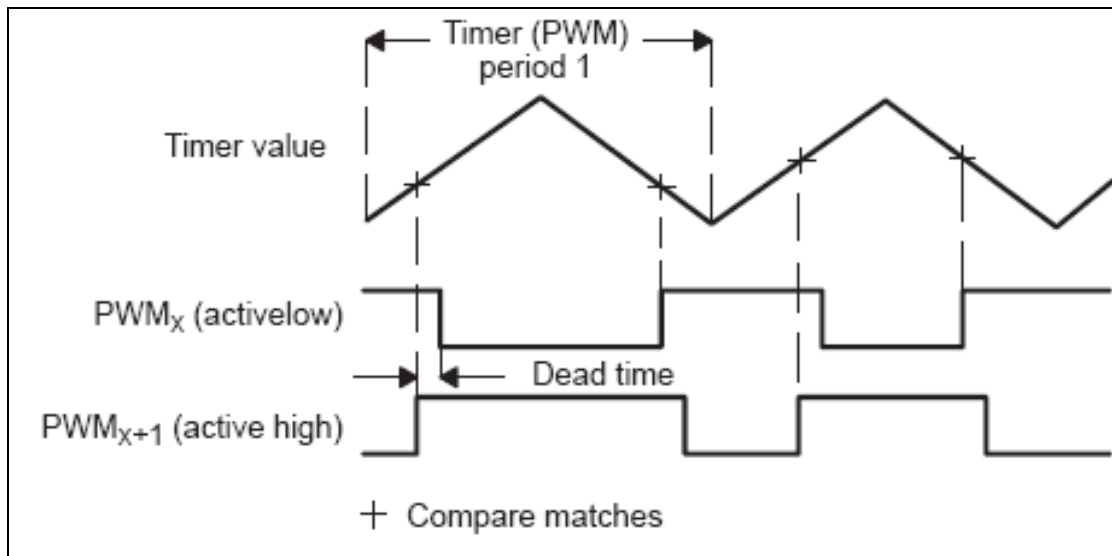 Timer (PWM)
period 1
Timer value
PWMX (activelow)
Dead time
PWMX+1 (active high)
+ Compare matches